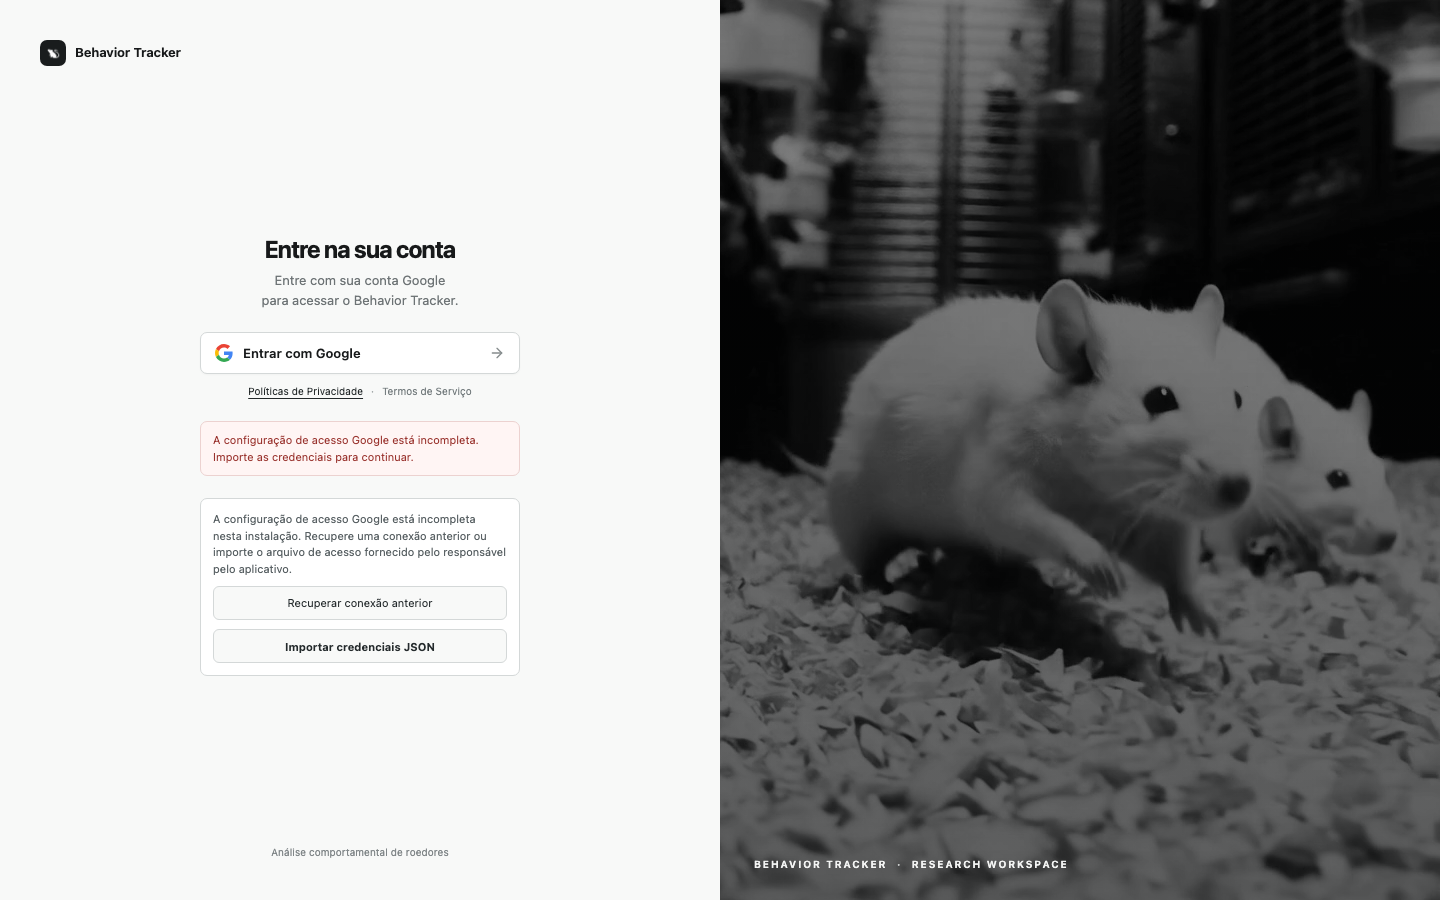 Behavior Tracker
Entre na sua conta
Entre com sua conta Google
para acessar o Behavior Tracker.
Entrar com Google
Políticas de Privacidade · Termos de Serviço
A configuração de acesso Google está incompleta.
Importe as credenciais para continuar.
A configuração de acesso Google está incompleta
nesta instalação. Recupere uma conexão anterior ou
importe o arquivo de acesso fornecido pelo responsável
pelo aplicativo.
Recuperar conexão anterior
Importar credenciais JSON
Análise comportamental de roedores
BEHAVIOR TRACKER · RESEARCH WORKSPACE